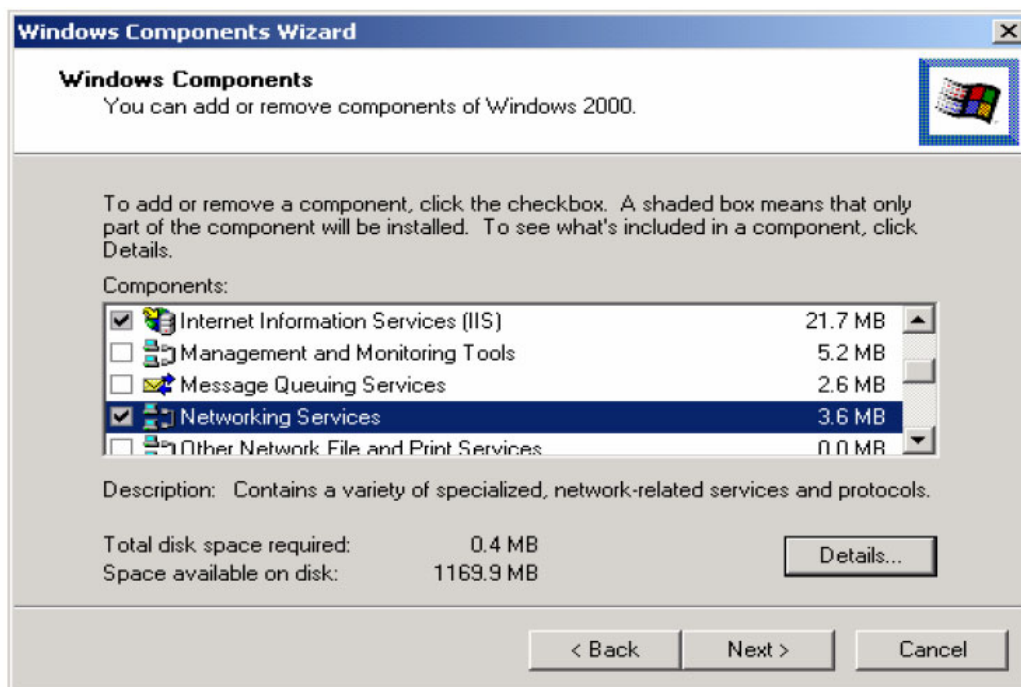 Windows Components Wizard
Windows Components
You can add or remove components of Windows 2000.
To add or remove a component, click the checkbox. A shaded box means that only
part of the component will be installed. To see what's included in a component, click
Details.
Components:
Internet Information Services (IIS) 21.7 MB
Management and Monitoring Tools 5.2 MB
Message Queuing Services 2.6 MB
Networking Services 3.6 MB
Other Network File and Print Services 0.0 MB
Description: Contains a variety of specialized, network-related services and protocols.
Total disk space required: 0.4 MB
Space available on disk: 1169.9 MB
Details...
< Back Next > Cancel